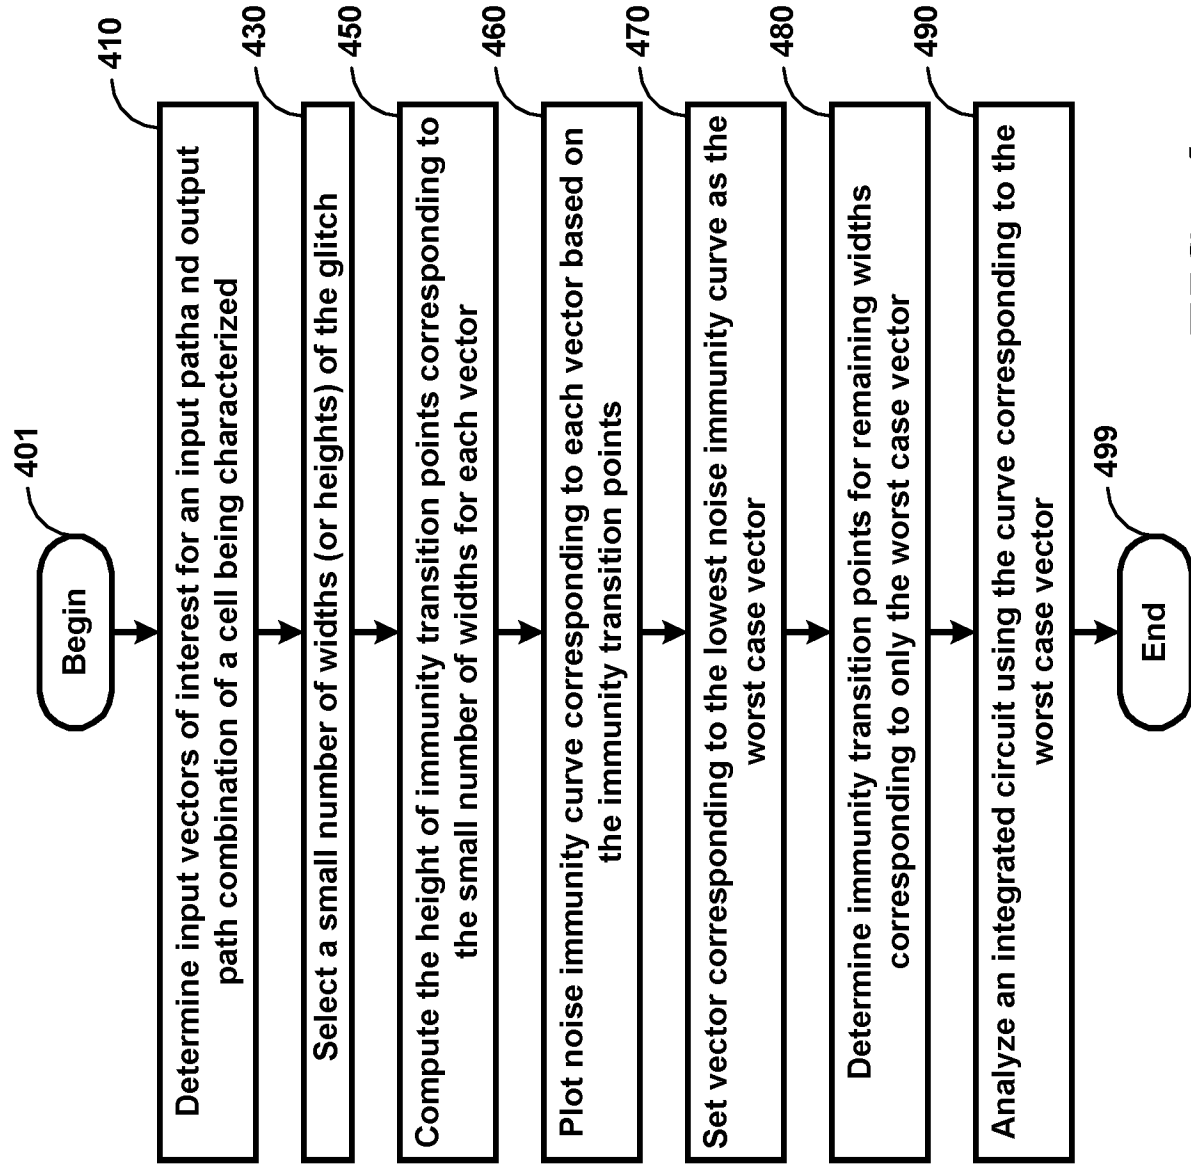 401
Begin
410
Determine input vectors of interest for an input patha nd output
path combination of a cell being characterized
430
Select a small number of widths (or heights) of the glitch
450
Compute the height of immunity transition points corresponding to
the small number of widths for each vector
460
Plot noise immunity curve corresponding to each vector based on
the immunity transition points
470
Set vector corresponding to the lowest noise immunity curve as the
worst case vector
480
Determine immunity transition points for remaining widths
corresponding to only the worst case vector
490
Analyze an integrated circuit using the curve corresponding to the
worst case vector
499
End